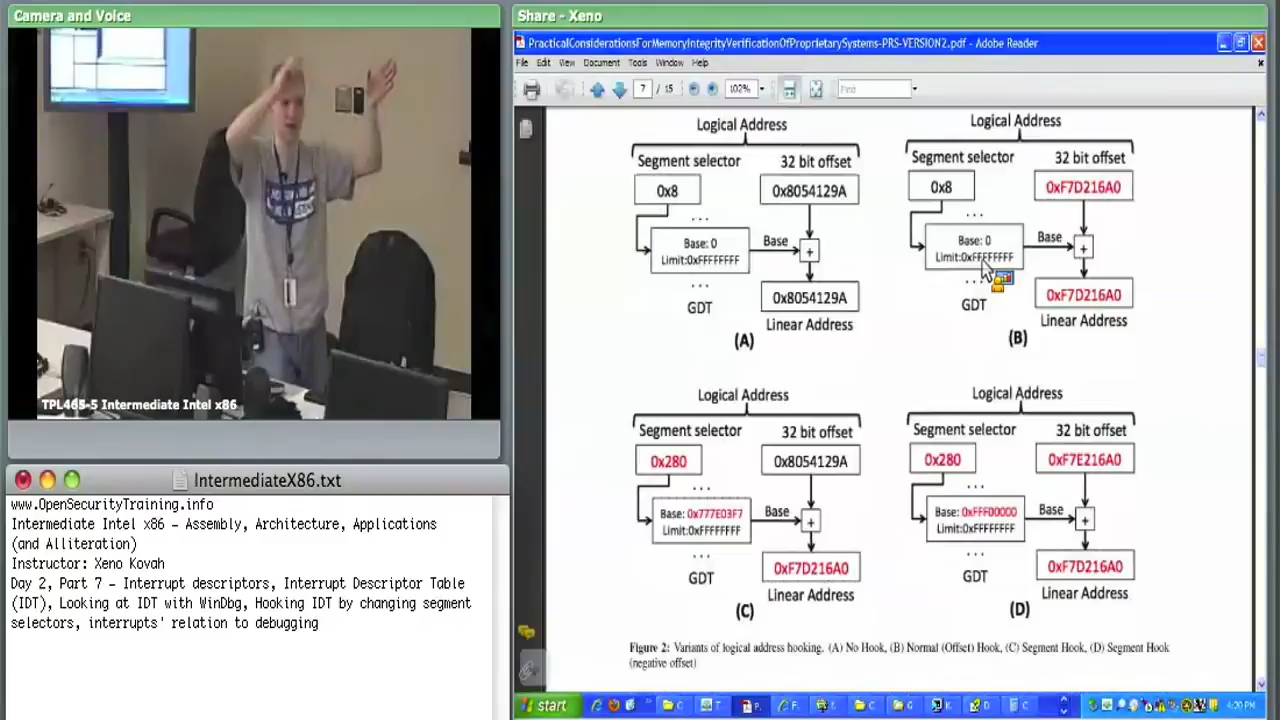 Camera and Voice
TPL465-5 Intermediate Intel x86
IntermediateX86.txt
www.OpenSecurityTraining.info
Intermediate Intel x86 – Assembly, Architecture, Applications
(and Alliteration)
Instructor: Xeno Kovah
Day 2, Part 7 – Interrupt descriptors, Interrupt Descriptor Table
(IDT), Looking at IDT with WinDbg, Hooking IDT by changing segment
selectors, interrupts' relation to debugging
Share - Xeno
PracticalConsiderationsForMemoryIntegrityVerificationOfProprietarySystems-PRS-VERSION2.pdf - Adobe Reader
File Edit View Document Tools Window Help
7 / 15 102% Find
Logical Address
Segment selector 32 bit offset
0x8 0x8054129A
...
Base: 0
Limit:0xFFFFFFFF
Base
+
...
0x8054129A
GDT
Linear Address
(A)
Logical Address
Segment selector 32 bit offset
0x8 0xF7D216A0
...
Base: 0
Limit:0xFFFFFFFF
Base
+
...
0xF7D216A0
GDT
Linear Address
(B)
Logical Address
Segment selector 32 bit offset
0x280 0x8054129A
...
Base: 0x777E03F7
Limit:0xFFFFFFFF
Base
+
...
0xF7D216A0
GDT
Linear Address
(C)
Logical Address
Segment selector 32 bit offset
0x280 0xF7E216A0
...
Base: 0xFFF00000
Limit:0xFFFFFFFF
Base
+
...
0xF7D216A0
GDT
Linear Address
(D)
Figure 2: Variants of logical address hooking. (A) No Hook, (B) Normal (Offset) Hook, (C) Segment Hook, (D) Segment Hook
(negative offset)
start
4:20 PM